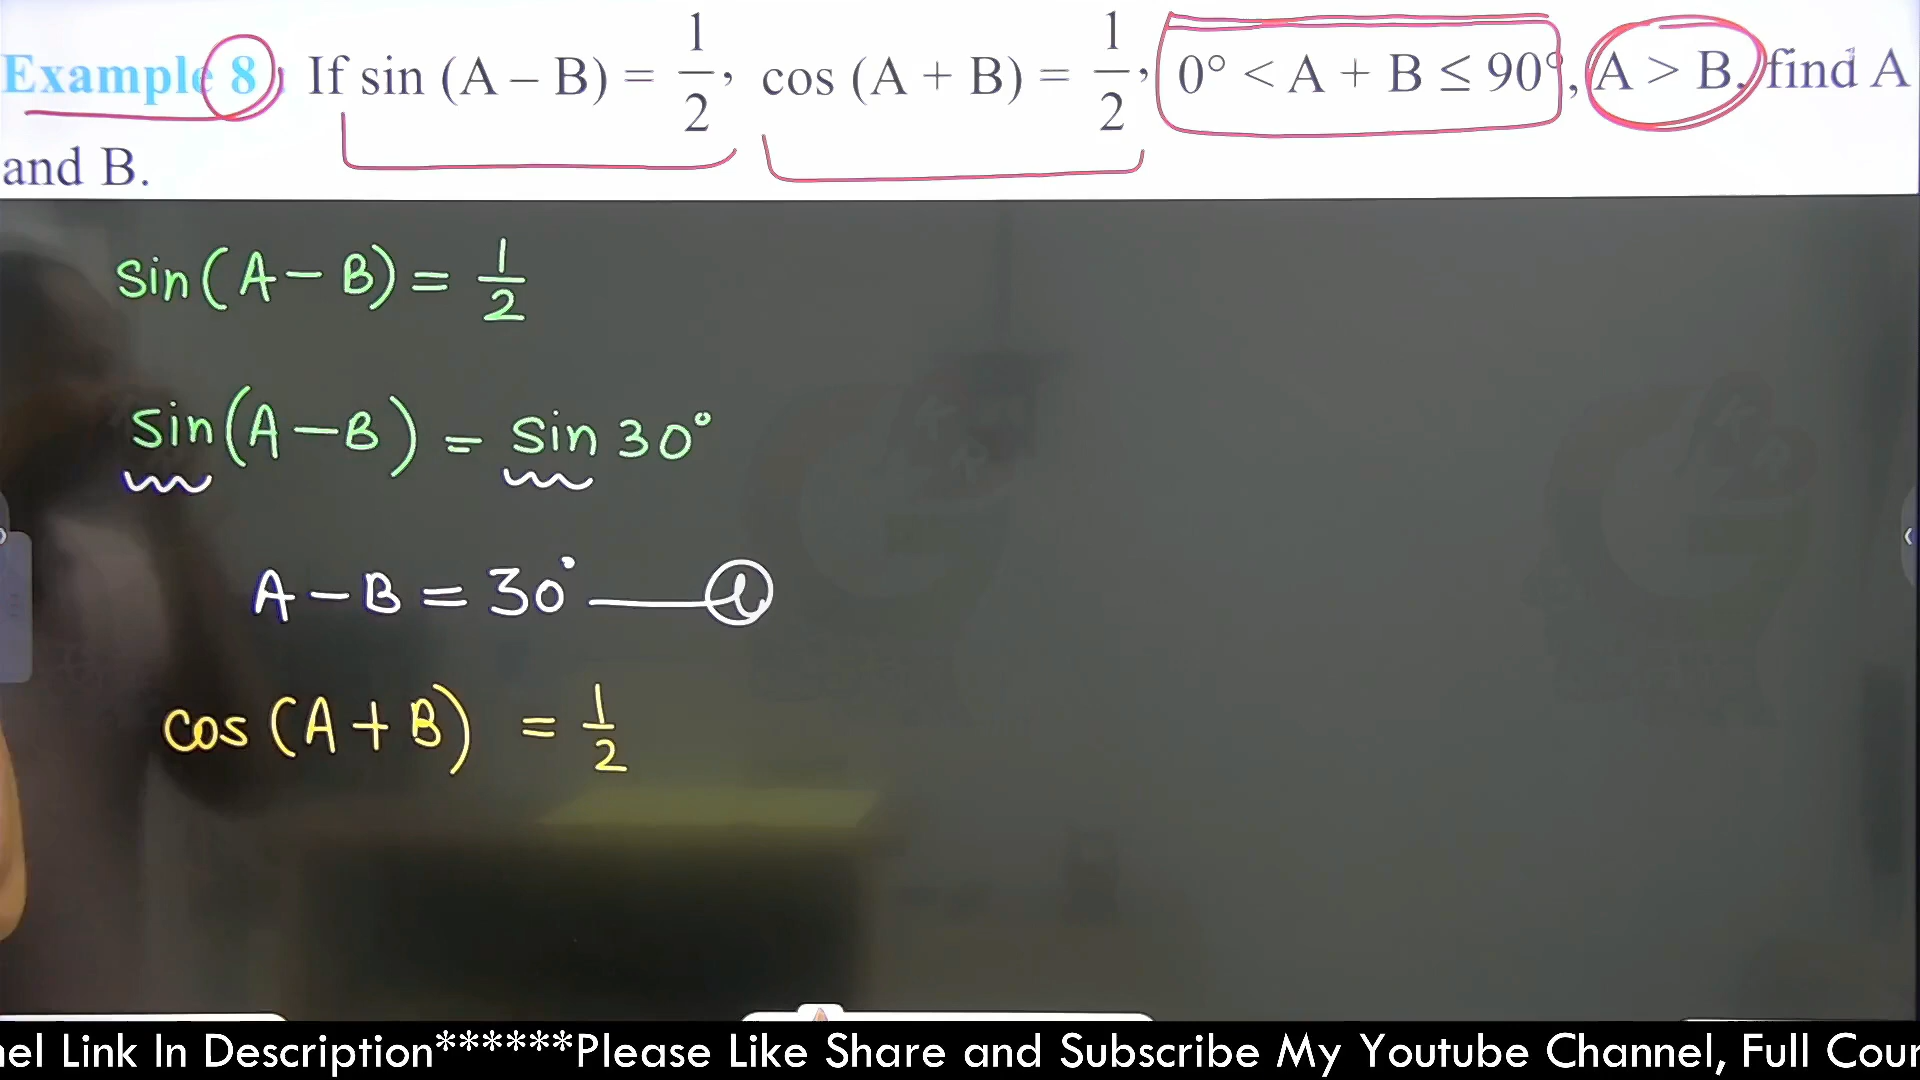 Example 8 : If sin (A – B) = 1/2, cos (A + B) = 1/2, 0° < A + B ≤ 90°, A > B, find A
and B.
sin(A – B) = 1/2
sin(A – B) = sin 30°
A – B = 30° —— ①
cos (A + B) = 1/2
nel Link In Description******Please Like Share and Subscribe My Youtube Channel, Full Cour